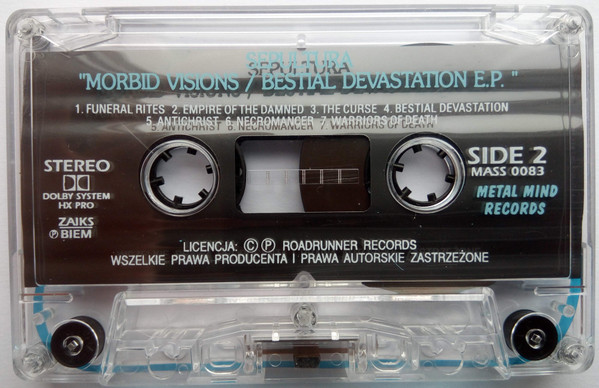 SEPULTURA
"MORBID VISIONS / BESTIAL DEVASTATION E.P. "
1. FUNERAL RITES 2. EMPIRE OF THE DAMNED 3. THE CURSE 4. BESTIAL DEVASTATION
5. ANTICHRIST 6. NECROMANCER 7. WARRIORS OF DEATH
STEREO
DOLBY SYSTEM
HX PRO
ZAIKS
Ⓟ BIEM
SIDE 2
MASS 0083
METAL MIND
RECORDS
LICENCJA: © Ⓟ ROADRUNNER RECORDS
WSZELKIE PRAWA PRODUCENTA I PRAWA AUTORSKIE ZASTRZEŻONE